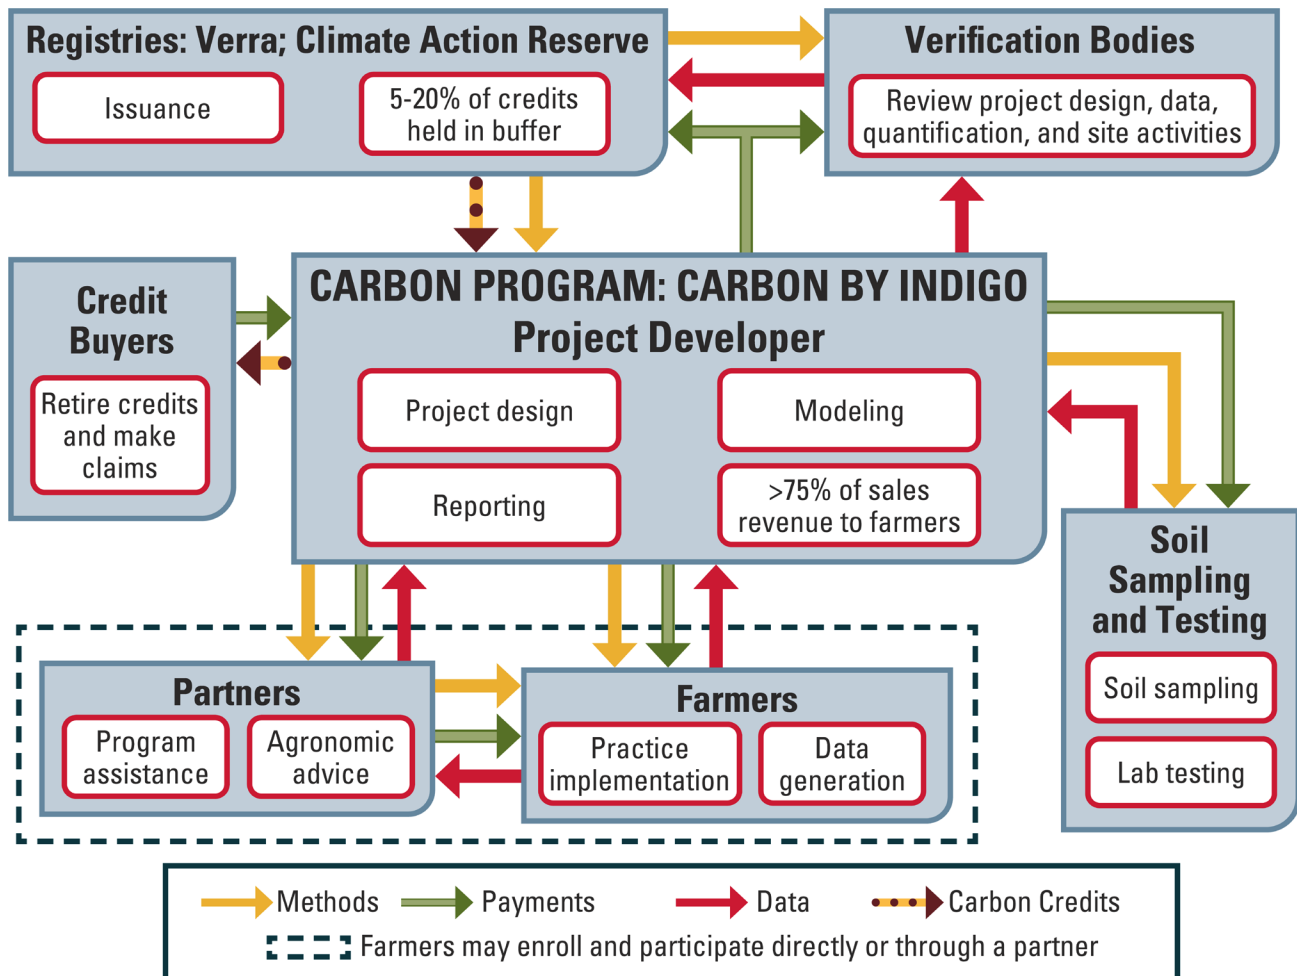 Registries: Verra; Climate Action Reserve
Issuance
5-20% of credits
held in buffer
Verification Bodies
Review project design, data,
quantification, and site activities
Credit
Buyers
Retire credits
and make
claims
CARBON PROGRAM: CARBON BY INDIGO
Project Developer
Project design
Modeling
Reporting
>75% of sales
revenue to farmers
Soil
Sampling
and Testing
Soil sampling
Lab testing
Partners
Program
assistance
Agronomic
advice
Farmers
Practice
implementation
Data
generation
Methods
Payments
Data
Carbon Credits
Farmers may enroll and participate directly or through a partner